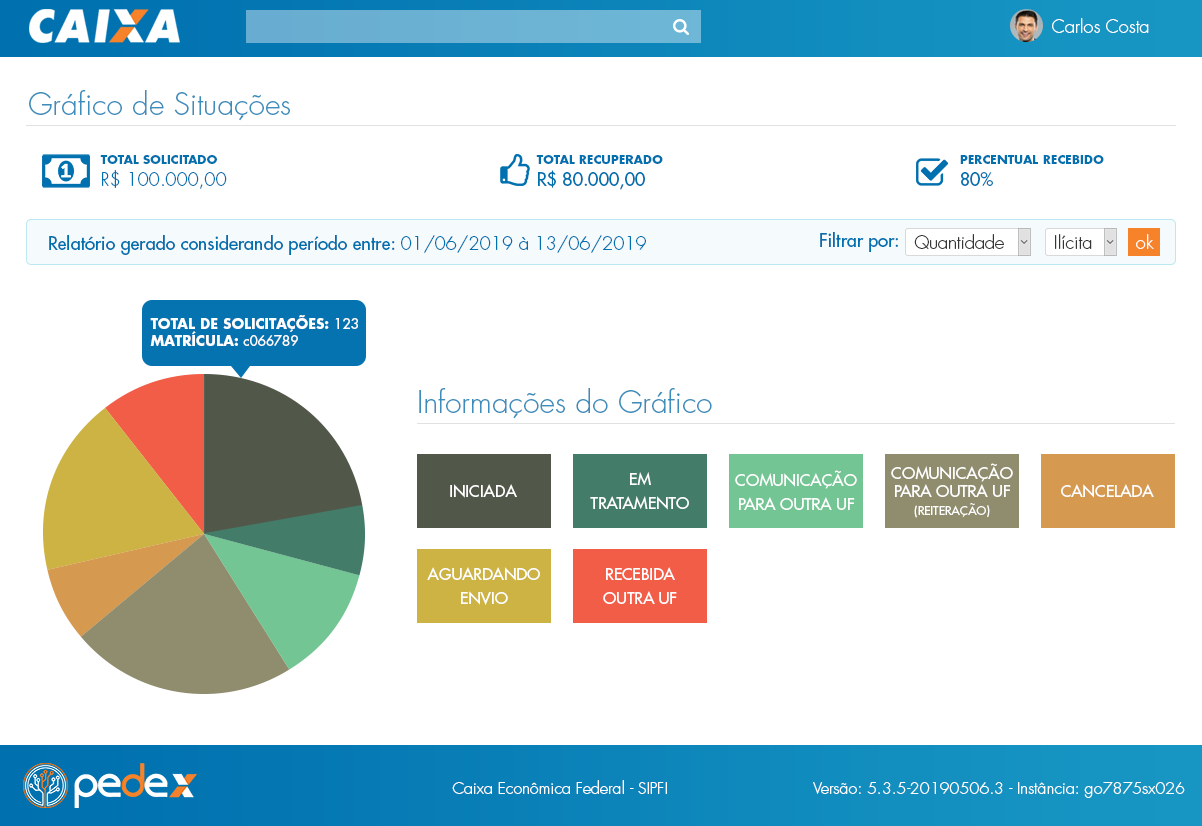 CAIXA
Carlos Costa
Gráfico de Situações
TOTAL SOLICITADO
R$ 100.000,00
TOTAL RECUPERADO
R$ 80.000,00
PERCENTUAL RECEBIDO
80%
Relatório gerado considerando período entre: 01/06/2019 à 13/06/2019
Filtrar por: Quantidade Ilícita ok
TOTAL DE SOLICITAÇÕES: 123
MATRÍCULA: c066789
Informações do Gráfico
INICIADA
EM
TRATAMENTO
COMUNICAÇÃO
PARA OUTRA UF
COMUNICAÇÃO
PARA OUTRA UF
(REITERAÇÃO)
CANCELADA
AGUARDANDO
ENVIO
RECEBIDA
OUTRA UF
pedex
Caixa Econômica Federal - SIPFI
Versão: 5.3.5-20190506.3 - Instância: go7875sx026